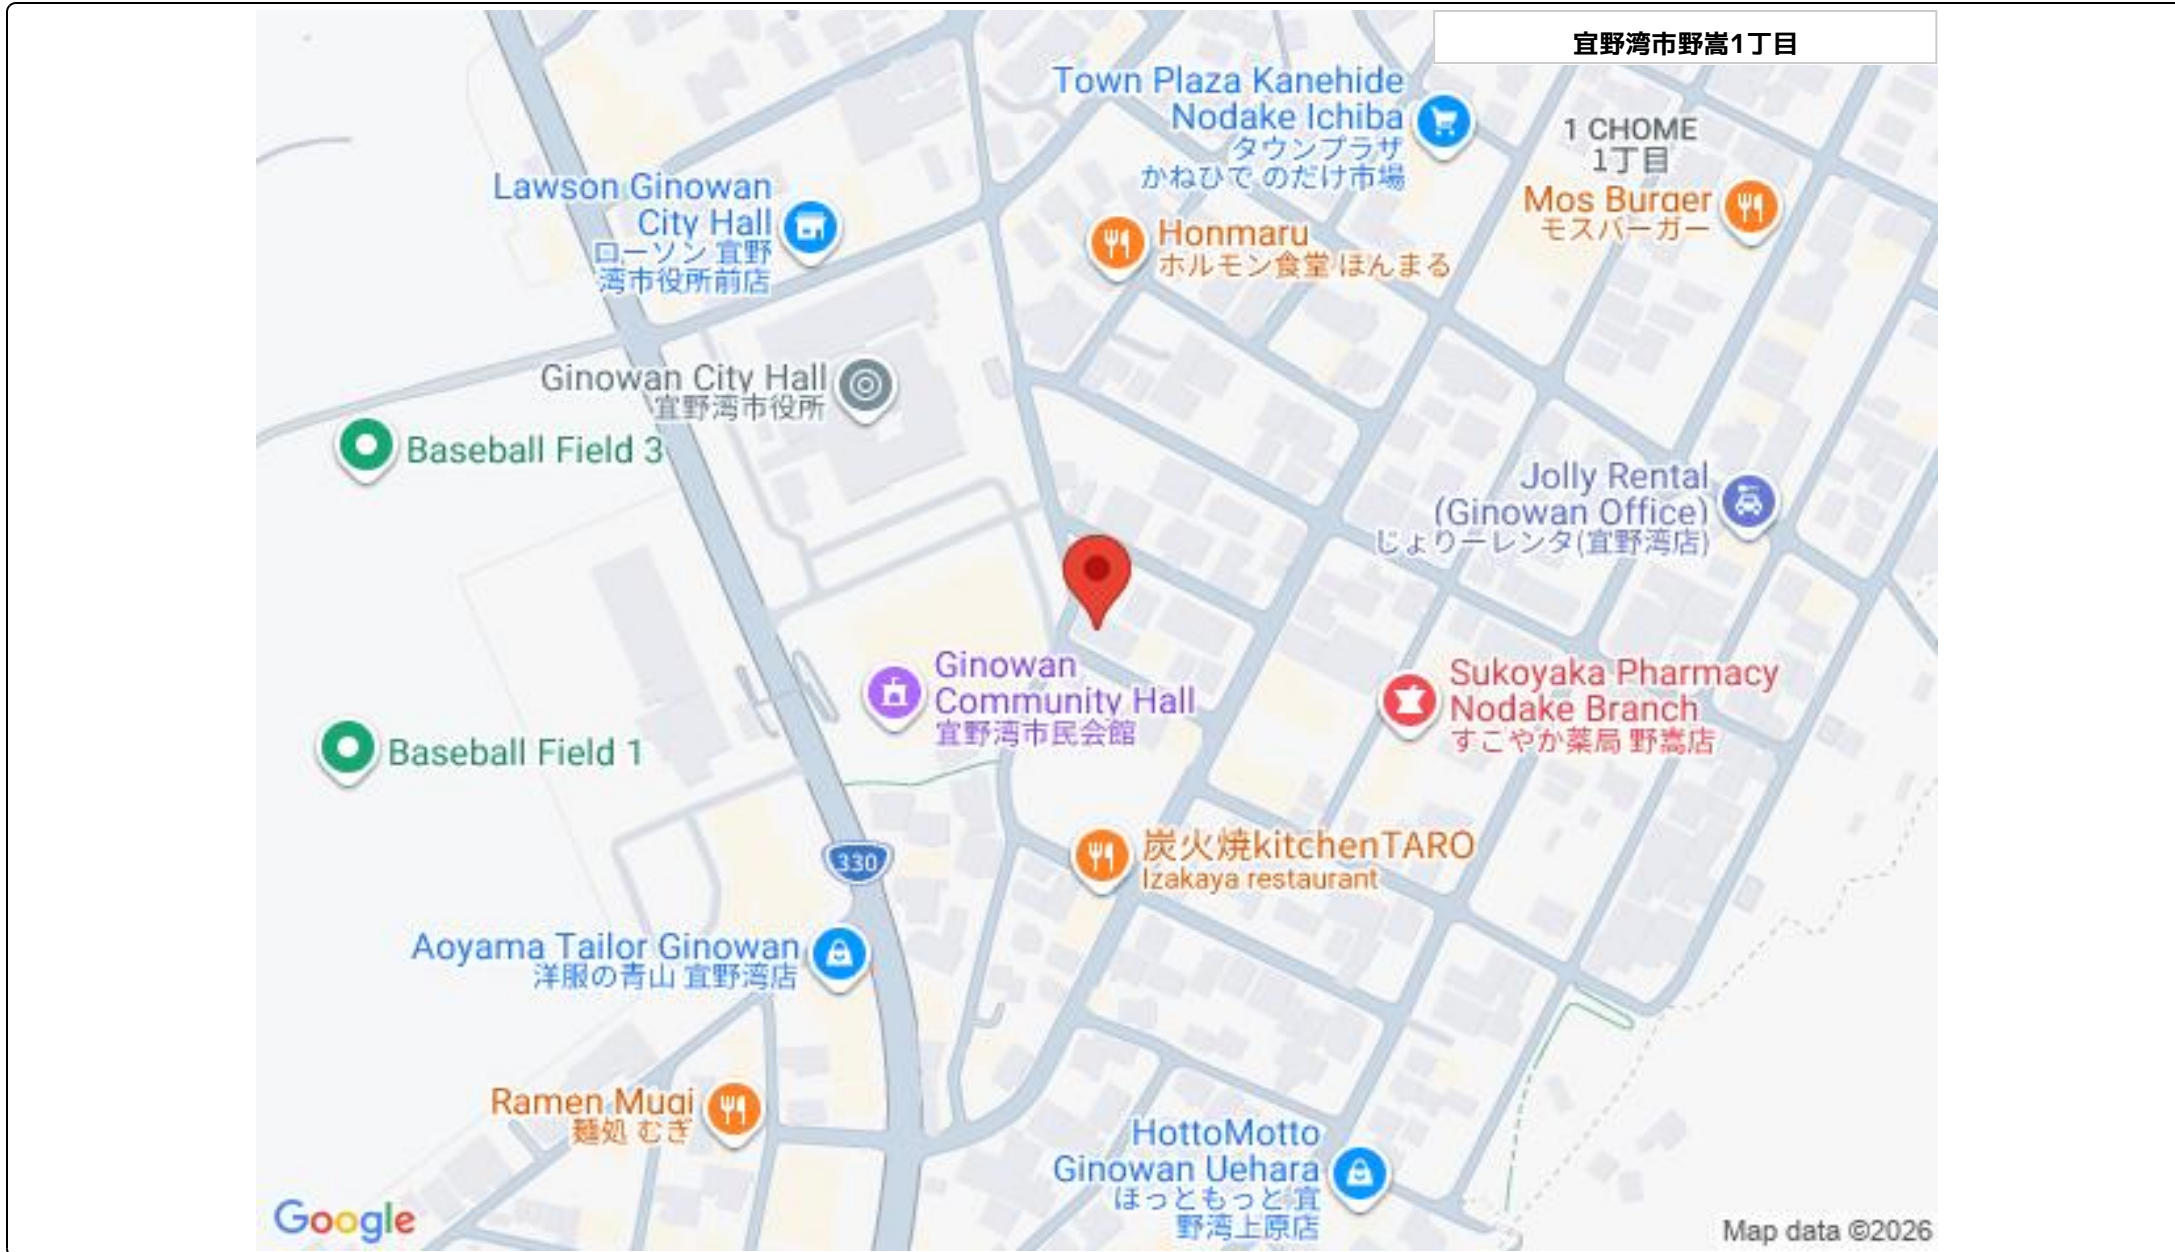 宜野湾市野嵩1丁目
Town Plaza Kanehide
Nodake Ichiba
タウンプラザ
かねひで のだけ市場
1 CHOME
1丁目
Mos Burger
モスバーガー
Lawson Ginowan
City Hall
ローソン 宜野
湾市役所前店
Honmaru
ホルモン食堂 ほんまる
Ginowan City Hall
宜野湾市役所
Baseball Field 3
Jolly Rental
(Ginowan Office)
じょりーレンタ(宜野湾店)
Ginowan
Community Hall
宜野湾市民会館
Sukoyaka Pharmacy
Nodake Branch
すこやか薬局 野嵩店
Baseball Field 1
炭火焼kitchenTARO
Izakaya restaurant
330
Aoyama Tailor Ginowan
洋服の青山 宜野湾店
Ramen Mugi
麺処 むぎ
HottoMotto
Ginowan Uehara
ほっともっと 宜
野湾上原店
Google
Map data ©2026